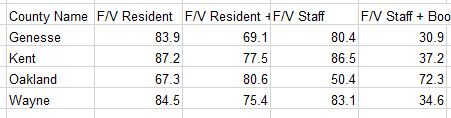 County Name F/V Resident F/V Resident + F/V Staff F/V Staff + Boo
Genesse 83.9 69.1 80.4 30.9
Kent 87.2 77.5 86.5 37.2
Oakland 67.3 80.6 50.4 72.3
Wayne 84.5 75.4 83.1 34.6